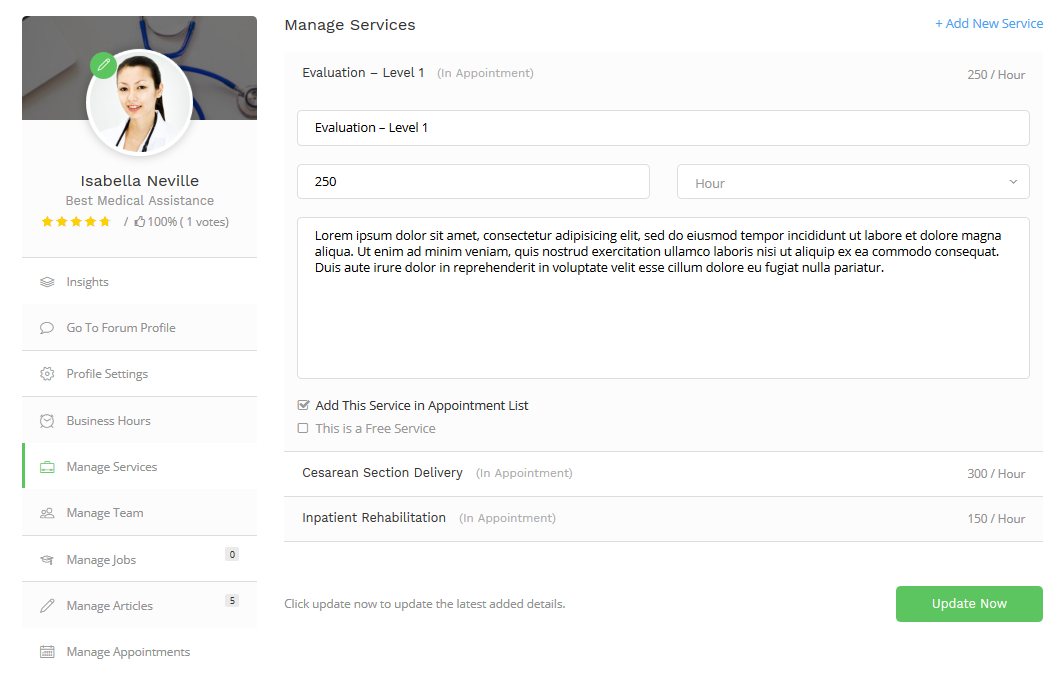 Manage Services
+ Add New Service
Isabella Neville
Best Medical Assistance
/ 100% ( 1 votes)
Insights
Go To Forum Profile
Profile Settings
Business Hours
Manage Services
Manage Team
Manage Jobs 0
Manage Articles 5
Manage Appointments
Evaluation – Level 1 (In Appointment) 250 / Hour
Evaluation – Level 1
250 Hour
Lorem ipsum dolor sit amet, consectetur adipisicing elit, sed do eiusmod tempor incididunt ut labore et dolore magna
aliqua. Ut enim ad minim veniam, quis nostrud exercitation ullamco laboris nisi ut aliquip ex ea commodo consequat.
Duis aute irure dolor in reprehenderit in voluptate velit esse cillum dolore eu fugiat nulla pariatur.
Add This Service in Appointment List
This is a Free Service
Cesarean Section Delivery (In Appointment) 300 / Hour
Inpatient Rehabilitation (In Appointment) 150 / Hour
Click update now to update the latest added details.
Update Now